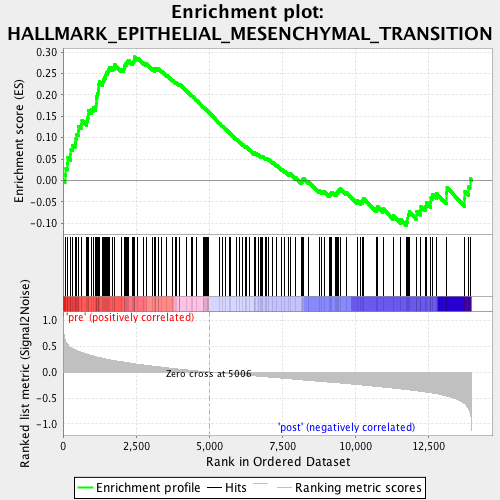 Enrichment plot:
HALLMARK_EPITHELIAL_MESENCHYMAL_TRANSITION
Enrichment score (ES)
0.30
0.25
0.20
0.15
0.10
0.05
0.00
-0.05
-0.10
Ranked list metric (Signal2Noise)
1.0
0.5
0.0
-0.5
-1.0
'pre' (positively correlated)
Zero cross at 5006
'post' (negatively correlated)
0
2,500
5,000
7,500
10,000
12,500
Rank in Ordered Dataset
Enrichment profile
Hits
Ranking metric scores